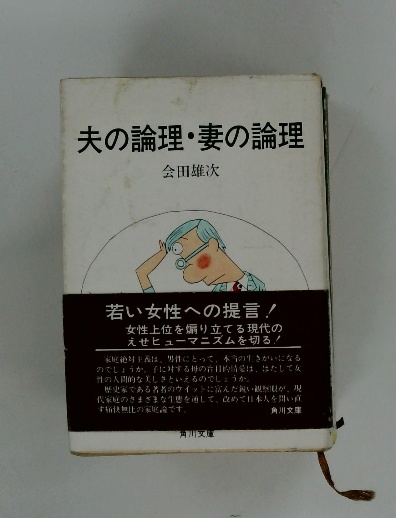 夫の論理・妻の論理
会田雄次
若い女性への提言！
女性上位を煽り立てる現代の
えせヒューマニズムを切る！
家庭絶対主義は、男性にとって、本当の生きがいになる
のでしょうか。子に対する母の盲目的情愛は、はたして女
性の人間的な美しさといえるのでしょうか。
歴史家である著者のウイットに富んだ鋭い観察眼が、現
代家庭のさまざまな生態を通して、改めて日本人を問い直
す痛快無比の家庭論です。
角川文庫
角川文庫